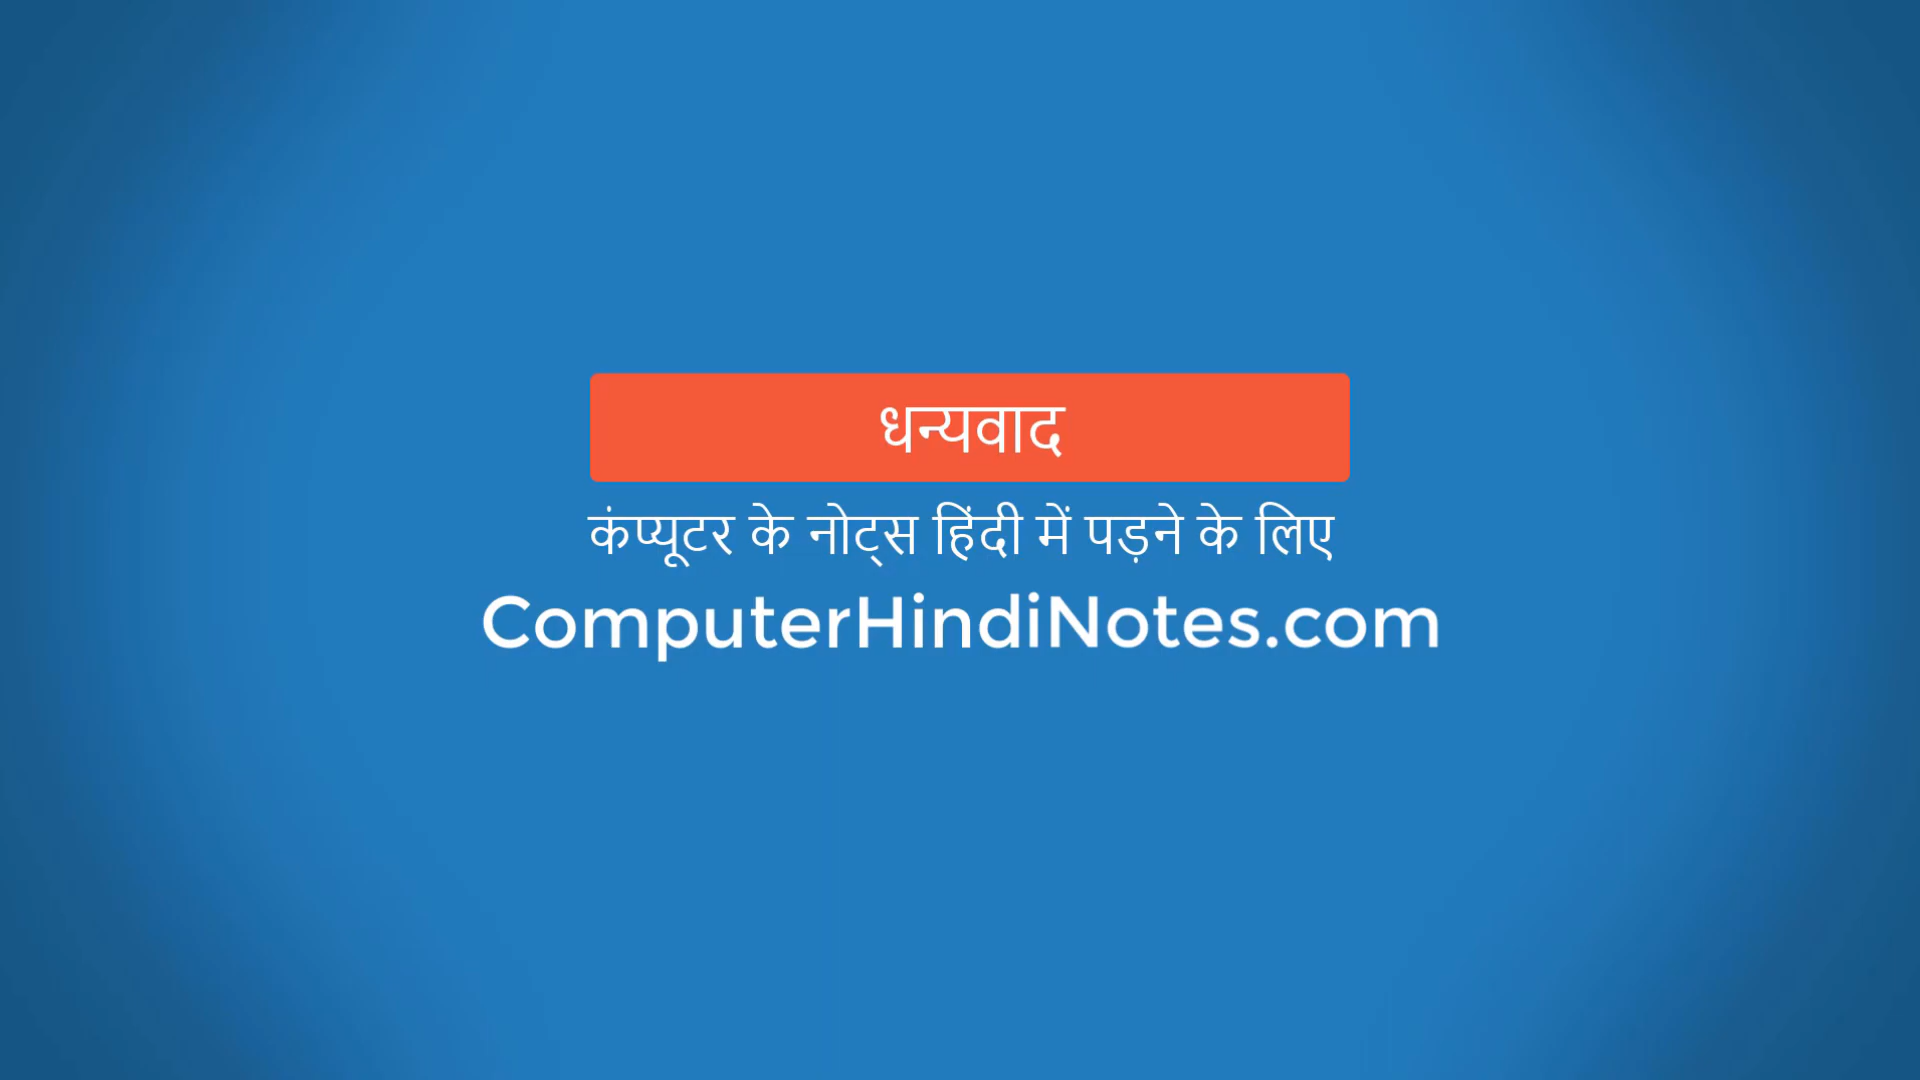 धन्यवाद
कंप्यूटर के नोट्स हिंदी में पड़ने के लिए
ComputerHindiNotes.com